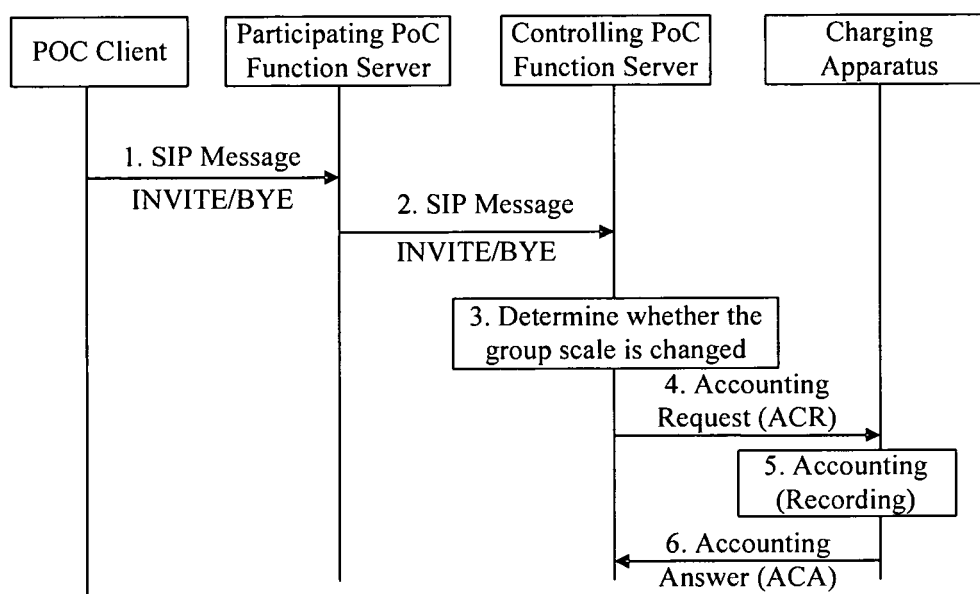 POC Client
Participating PoC
Function Server
Controlling PoC
Function Server
Charging
Apparatus
1. SIP Message
INVITE/BYE
2. SIP Message
INVITE/BYE
3. Determine whether the
group scale is changed
4. Accounting
Request (ACR)
5. Accounting
(Recording)
6. Accounting
Answer (ACA)